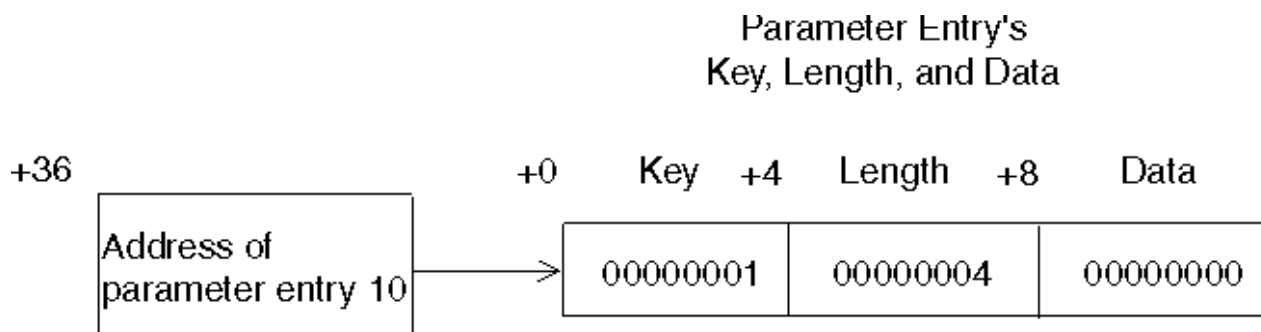 Parameter Entry's
Key, Length, and Data
+36 +0 Key +4 Length +8 Data
Address of
parameter entry 10
00000001 00000004 00000000